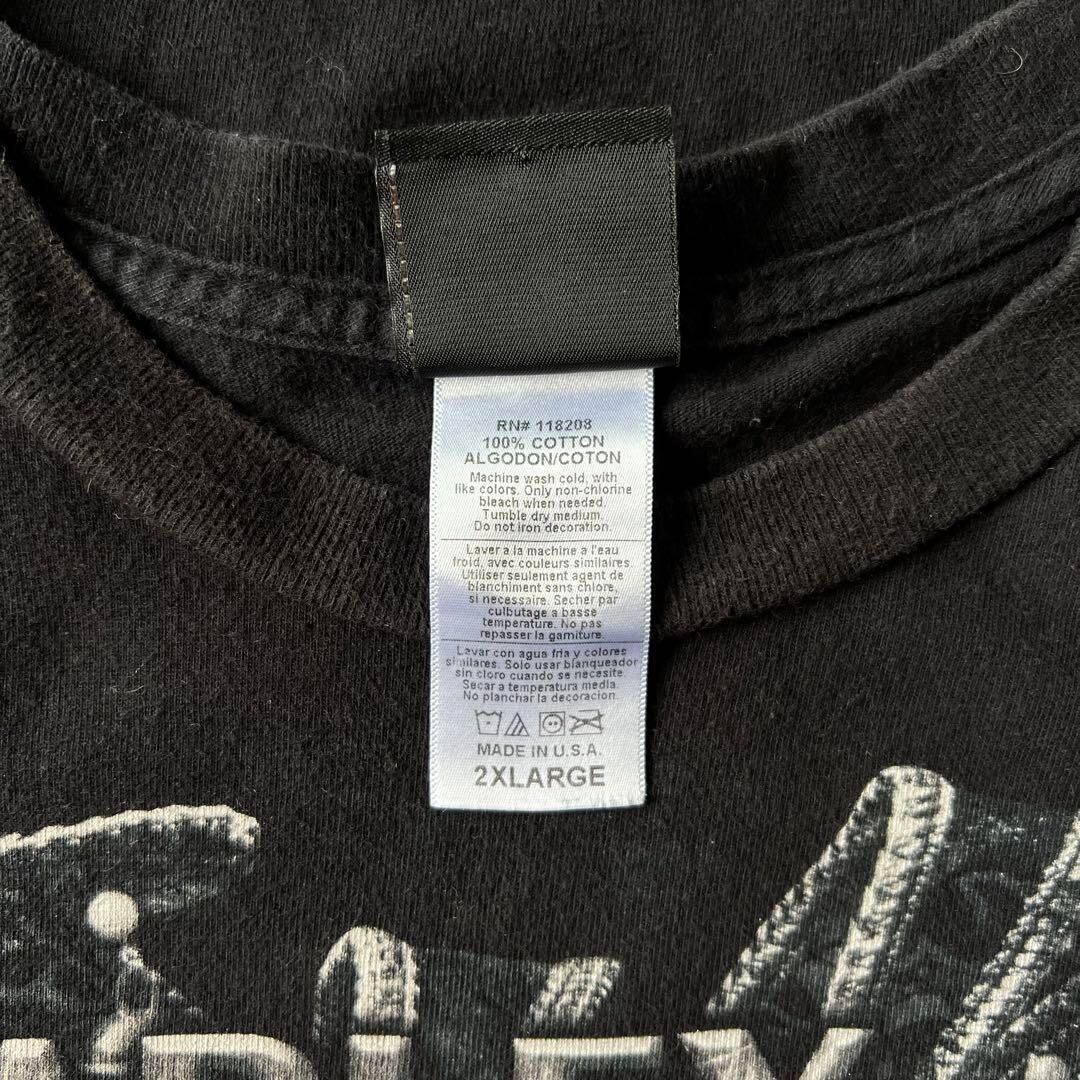 RN# 118208
100% COTTON
ALGODON/COTON
Machine wash cold, with
like colors. Only non-chlorine
bleach when needed.
Tumble dry medium.
Do not iron decoration.
Laver a la machine a l'eau
froid, avec couleurs similaires.
Utiliser seulement agent de
blanchiment sans chlore,
si necessaire. Secher par
culbutage a basse
temperature. No pas
repasser la garniture.
Lavar con agua fria y colores
similares. Solo usar blanqueador
sin cloro cuando se necesite.
Secar a temperatura media.
No planchar la decoracion.
MADE IN U.S.A.
2XLARGE
ARLEY